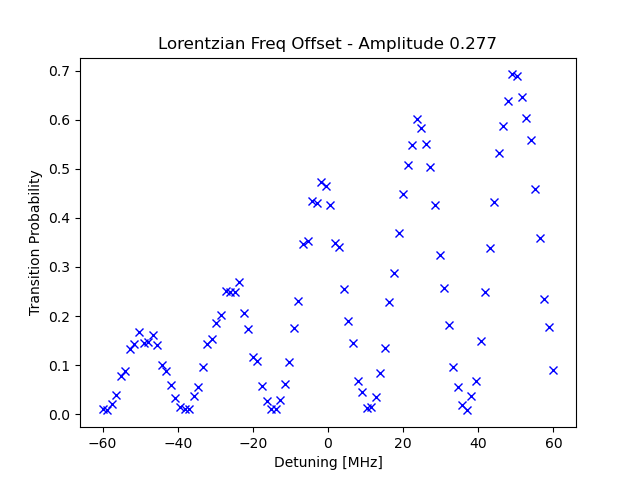 Lorentzian Freq Offset - Amplitude 0.277
0.7
0.6
0.5
0.4
0.3
0.2
0.1
0.0
Transition Probability
−60 −40 −20 0 20 40 60
Detuning [MHz]